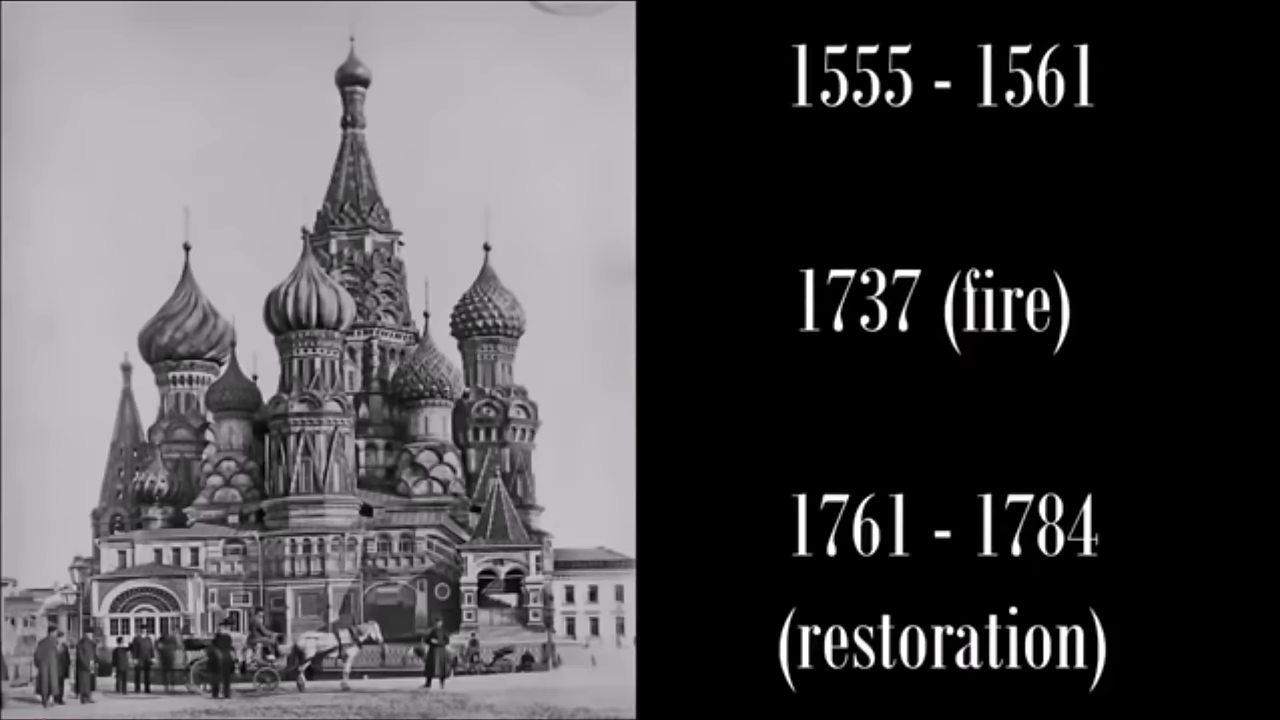 1555 - 1561
1737 (fire)
1761 - 1784
(restoration)